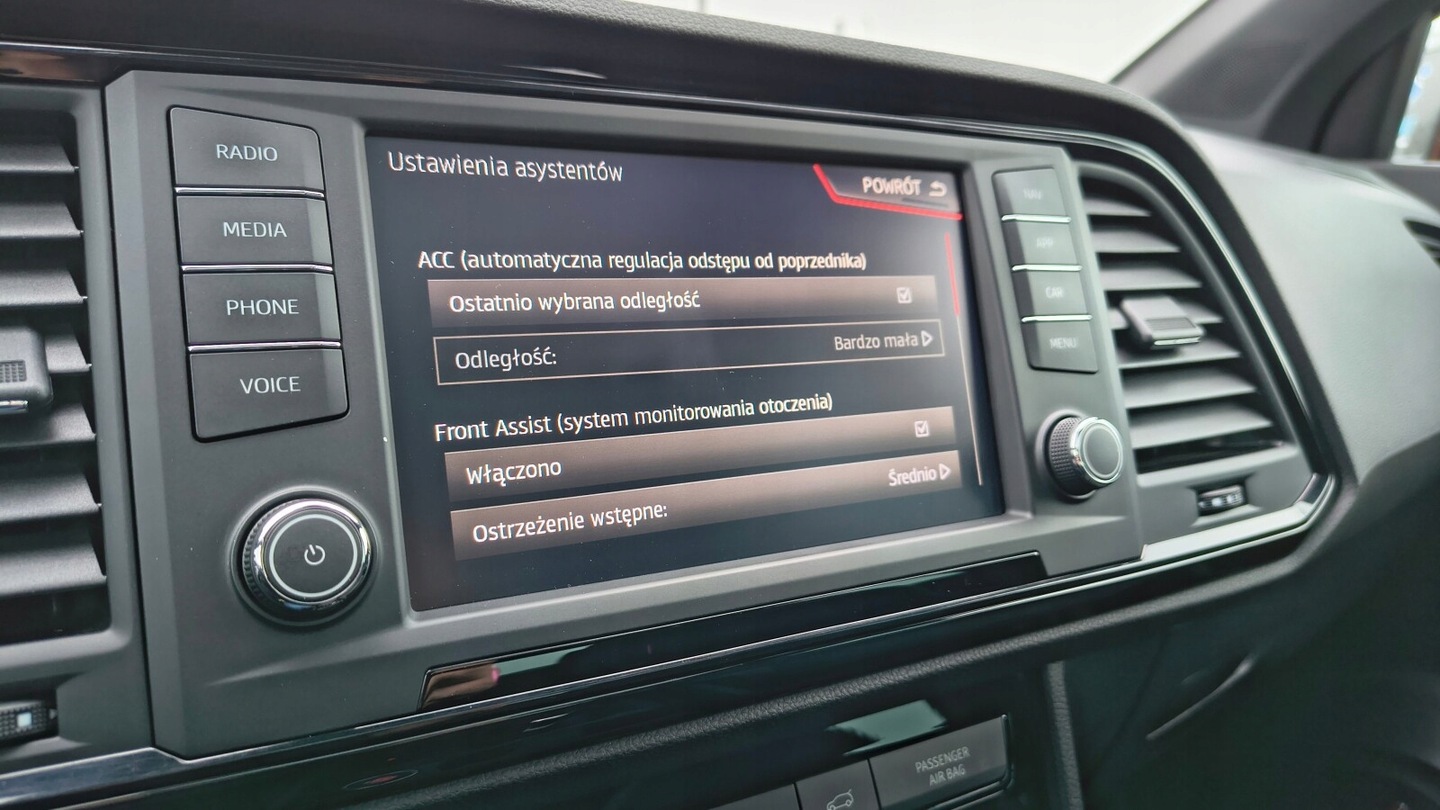 RADIO
MEDIA
PHONE
VOICE
Ustawienia asystentów
POWRÓT
ACC (automatyczna regulacja odstępu od poprzednika)
Ostatnio wybrana odległość
Odległość: Bardzo mała
Front Assist (system monitorowania otoczenia)
Włączono
Ostrzeżenie wstępne: Średnio
NAV
APP
CAR
MENU
PASSENGER
AIR BAG